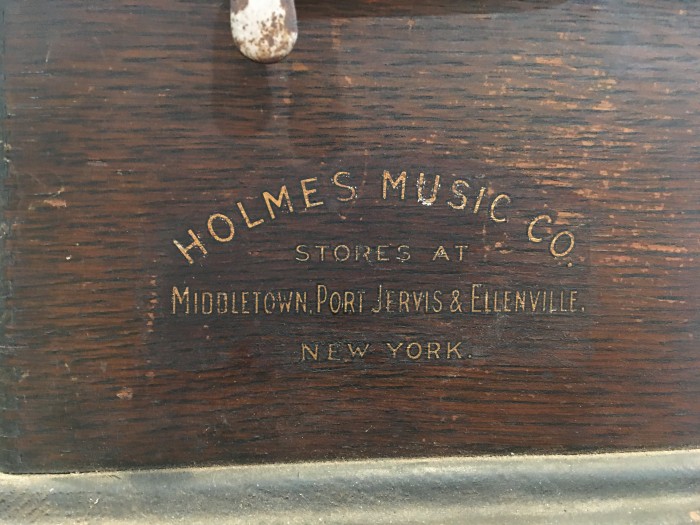 HOLMES MUSIC CO.
STORES AT
MIDDLETOWN, PORT JERVIS & ELLENVILLE.
NEW YORK.